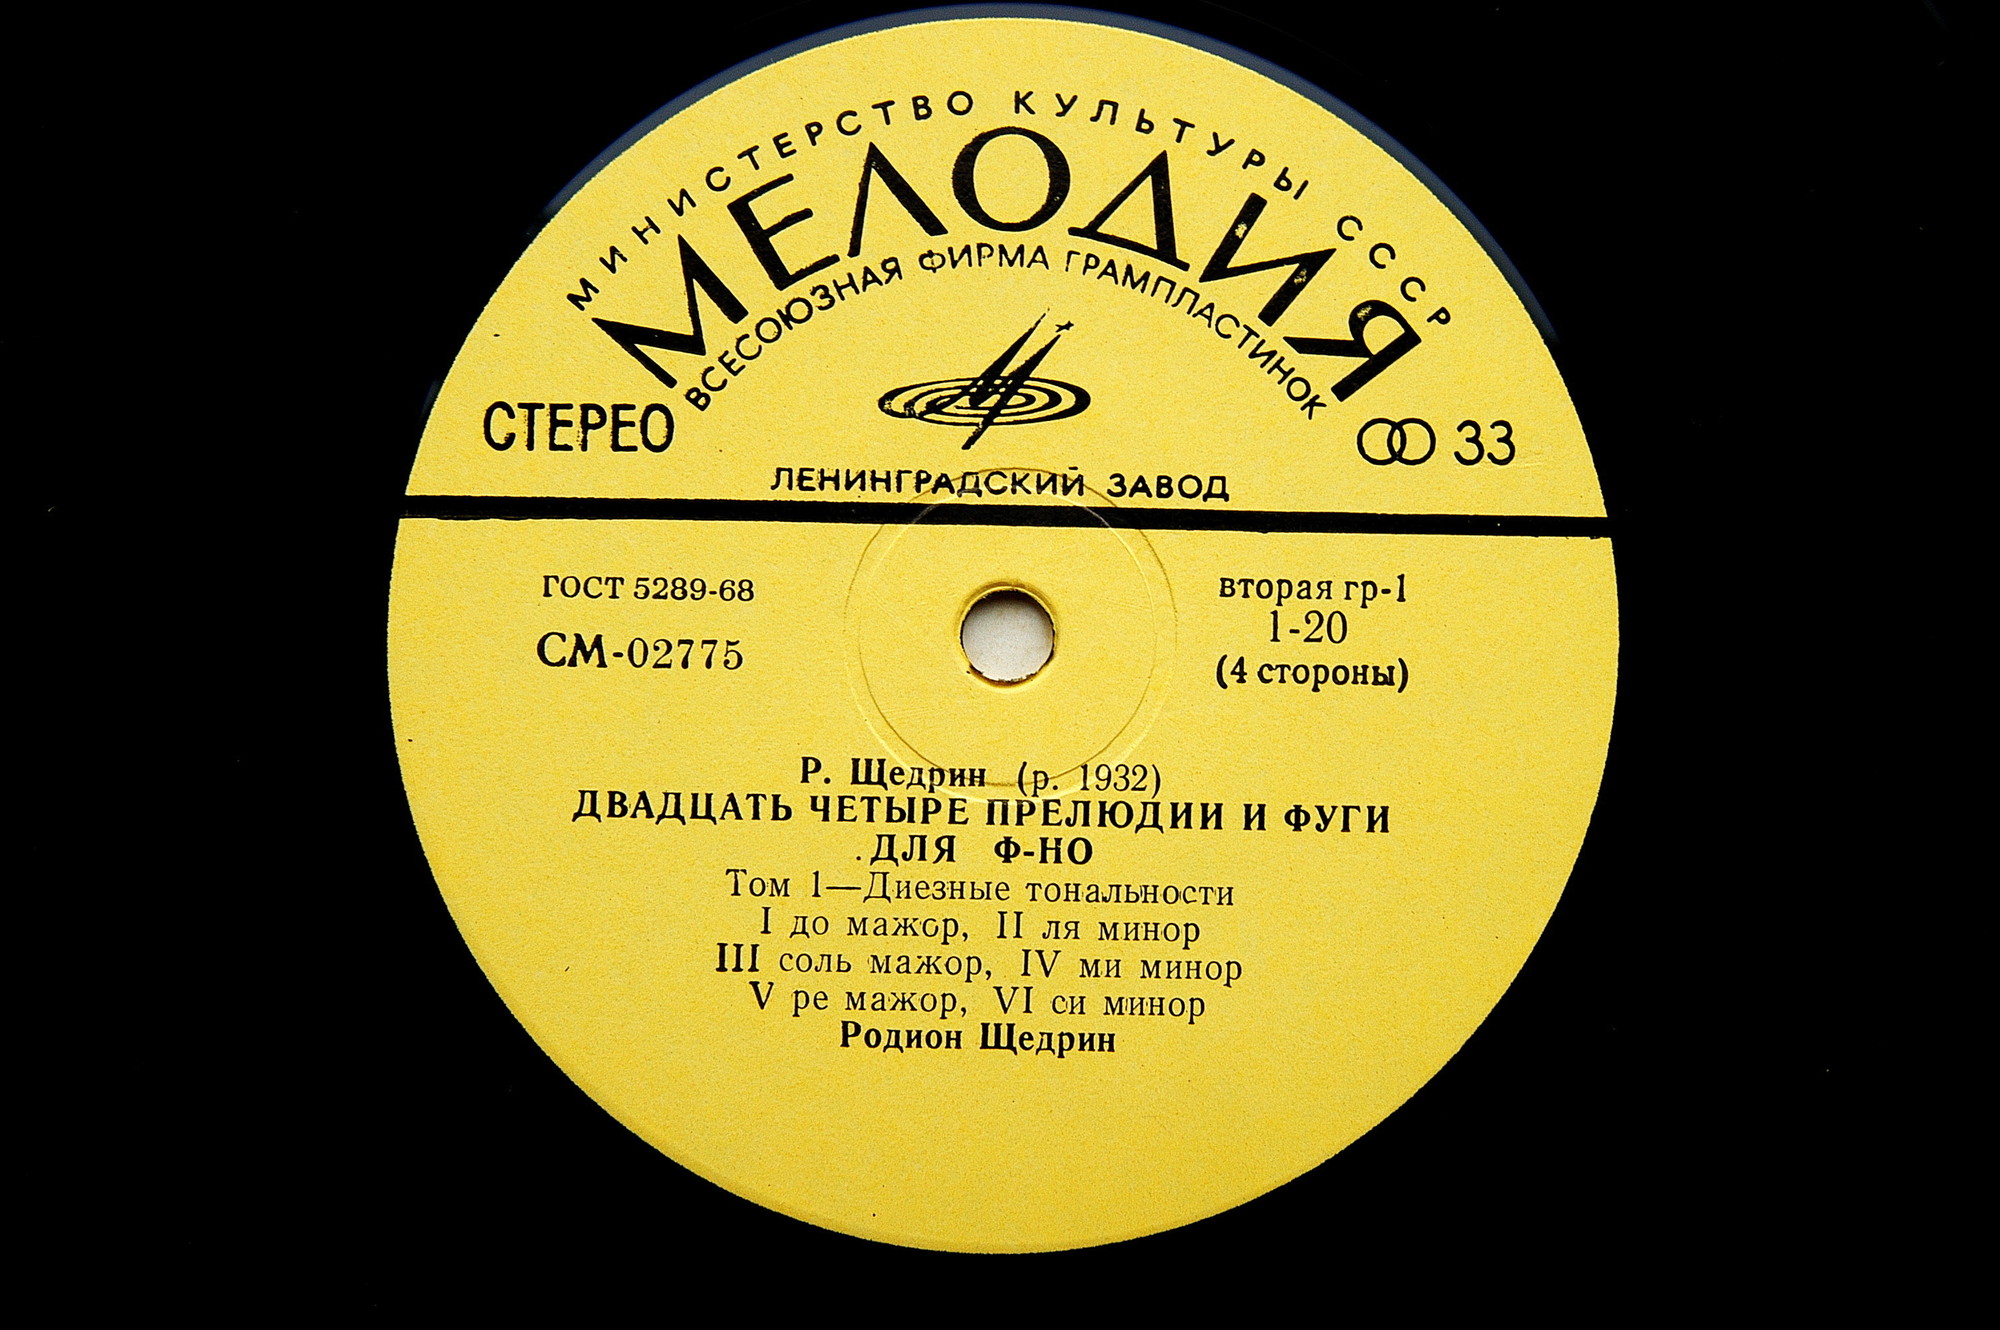 МИНИСТЕРСТВО КУЛЬТУРЫ СССР
МЕЛОДИЯ
ВСЕСОЮЗНАЯ ФИРМА ГРАМПЛАСТИНОК
СТЕРЕО
33
ЛЕНИНГРАДСКИЙ ЗАВОД
ГОСТ 5289-68
СМ-02775
вторая гр-1
1-20
(4 стороны)
Р. Щедрин (р. 1932)
ДВАДЦАТЬ ЧЕТЫРЕ ПРЕЛЮДИИ И ФУГИ
ДЛЯ Ф-НО
Том 1—Диезные тональности
I до мажор, II ля минор
III соль мажор, IV ми минор
V ре мажор, VI си минор
Родион Щедрин